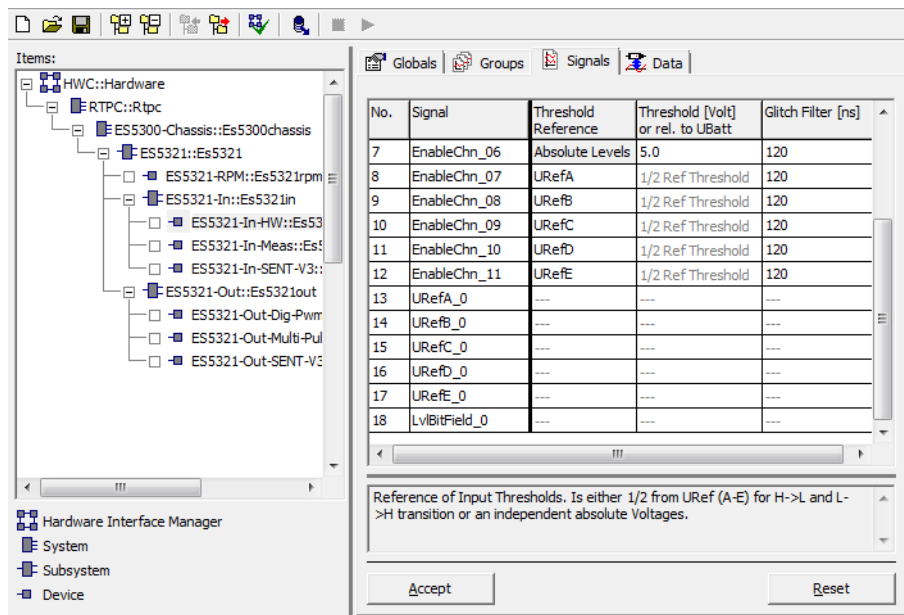 Items:
HWC::Hardware
RTPC::Rtpc
ES5300-Chassis::Es5300chassis
ES5321::Es5321
ES5321-RPM::Es5321rpm
ES5321-In::Es5321in
ES5321-In-HW::Es53
ES5321-In-Meas::Es5
ES5321-In-SENT-V3::
ES5321-Out::Es5321out
ES5321-Out-Dig-Pwm
ES5321-Out-Multi-Pul
ES5321-Out-SENT-V3
Hardware Interface Manager
System
Subsystem
Device
Globals Groups Signals Data
No. Signal Threshold Reference Threshold [Volt] or rel. to UBatt Glitch Filter [ns]
7 EnableChn_06 Absolute Levels 5.0 120
8 EnableChn_07 URefA 1/2 Ref Threshold 120
9 EnableChn_08 URefB 1/2 Ref Threshold 120
10 EnableChn_09 URefC 1/2 Ref Threshold 120
11 EnableChn_10 URefD 1/2 Ref Threshold 120
12 EnableChn_11 URefE 1/2 Ref Threshold 120
13 URefA_0 --- --- ---
14 URefB_0 --- --- ---
15 URefC_0 --- --- ---
16 URefD_0 --- --- ---
17 URefE_0 --- --- ---
18 LvlBitField_0 --- --- ---
Reference of Input Thresholds. Is either 1/2 from URef (A-E) for H->L and L-
>H transition or an independent absolute Voltages.
Accept Reset